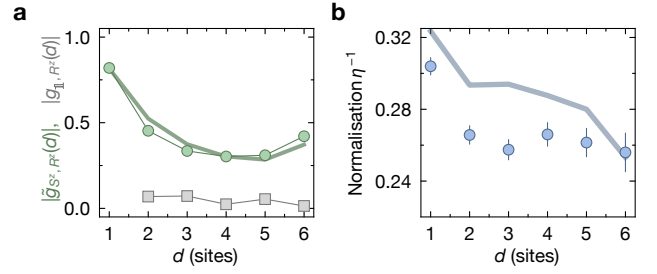 a
|g̃_{S^z, R^z}(d)|, |g_{𝟙, R^z}(d)|
1.0
0.5
0.0
1 2 3 4 5 6
d (sites)
b
Normalisation η⁻¹
0.32
0.28
0.24
1 2 3 4 5 6
d (sites)